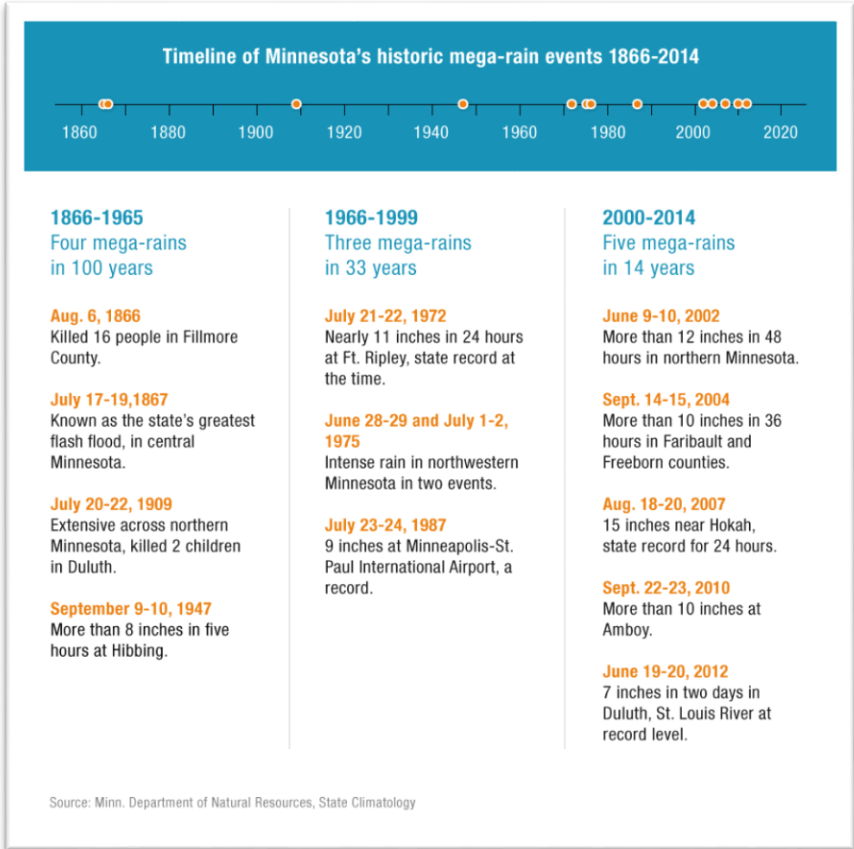 Timeline of Minnesota's historic mega-rain events 1866-2014
1860 1880 1900 1920 1940 1960 1980 2000 2020
1866-1965
Four mega-rains
in 100 years
Aug. 6, 1866
Killed 16 people in Fillmore
County.
July 17-19,1867
Known as the state's greatest
flash flood, in central
Minnesota.
July 20-22, 1909
Extensive across northern
Minnesota, killed 2 children
in Duluth.
September 9-10, 1947
More than 8 inches in five
hours at Hibbing.
1966-1999
Three mega-rains
in 33 years
July 21-22, 1972
Nearly 11 inches in 24 hours
at Ft. Ripley, state record at
the time.
June 28-29 and July 1-2,
1975
Intense rain in northwestern
Minnesota in two events.
July 23-24, 1987
9 inches at Minneapolis-St.
Paul International Airport, a
record.
2000-2014
Five mega-rains
in 14 years
June 9-10, 2002
More than 12 inches in 48
hours in northern Minnesota.
Sept. 14-15, 2004
More than 10 inches in 36
hours in Faribault and
Freeborn counties.
Aug. 18-20, 2007
15 inches near Hokah,
state record for 24 hours.
Sept. 22-23, 2010
More than 10 inches at
Amboy.
June 19-20, 2012
7 inches in two days in
Duluth, St. Louis River at
record level.
Source: Minn. Department of Natural Resources, State Climatology